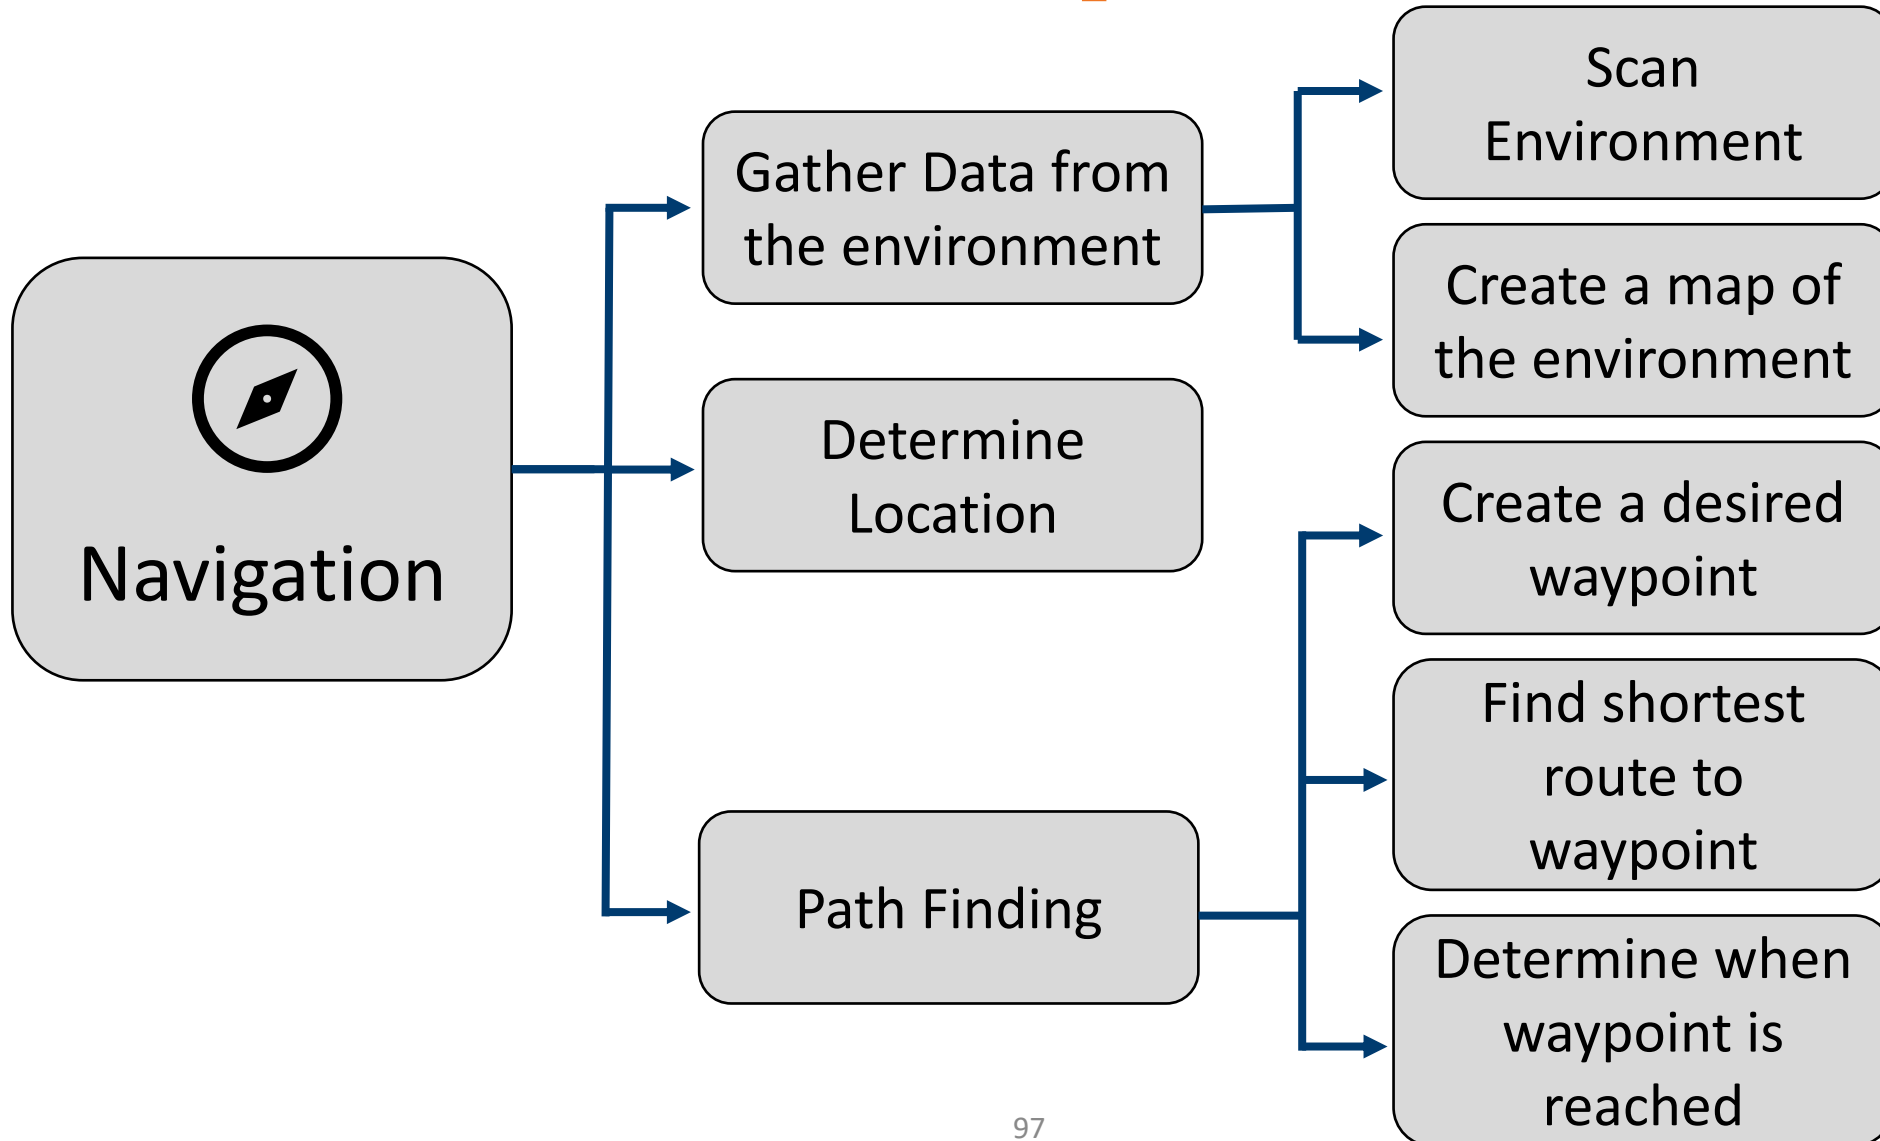 Navigation
Gather Data from
the environment
Determine
Location
Path Finding
Scan
Environment
Create a map of
the environment
Create a desired
waypoint
Find shortest
route to
waypoint
Determine when
waypoint is
reached
97